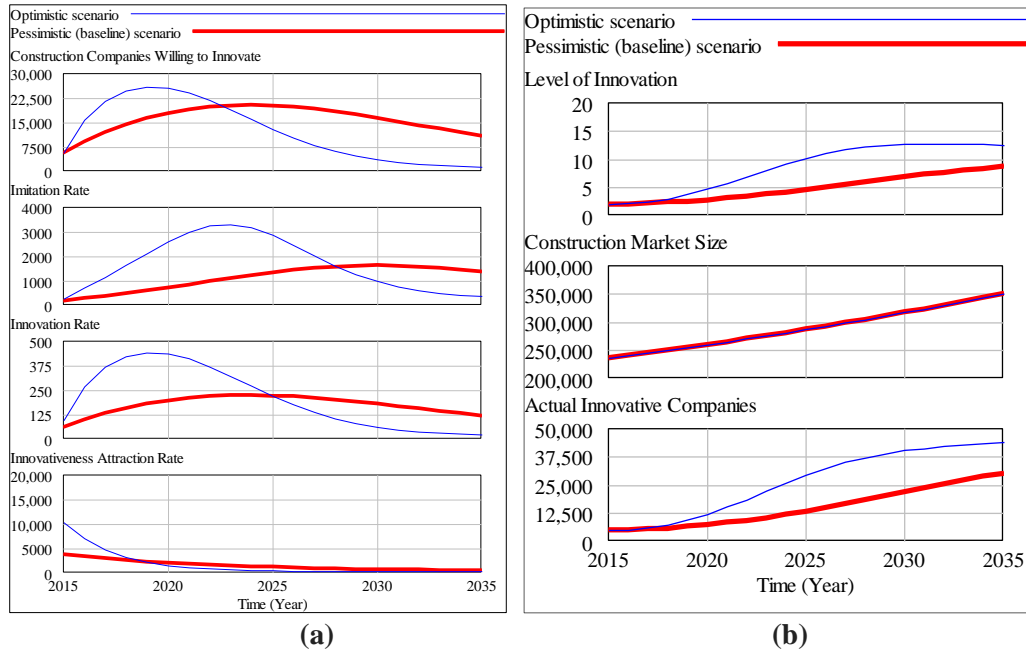 Optimistic scenario
Pessimistic (baseline) scenario
Construction Companies Willing to Innovate
30,000
22,500
15,000
7500
0
Imitation Rate
4000
3000
2000
1000
0
Innovation Rate
500
375
250
125
0
Innovativeness Attraction Rate
20,000
15,000
10,000
5000
0
2015 2020 2025 2030 2035
Time (Year)
(a)
Optimistic scenario
Pessimistic (baseline) scenario
Level of Innovation
20
15
10
5
0
Construction Market Size
400,000
350,000
300,000
250,000
200,000
Actual Innovative Companies
50,000
37,500
25,000
12,500
0
2015 2020 2025 2030 2035
Time (Year)
(b)